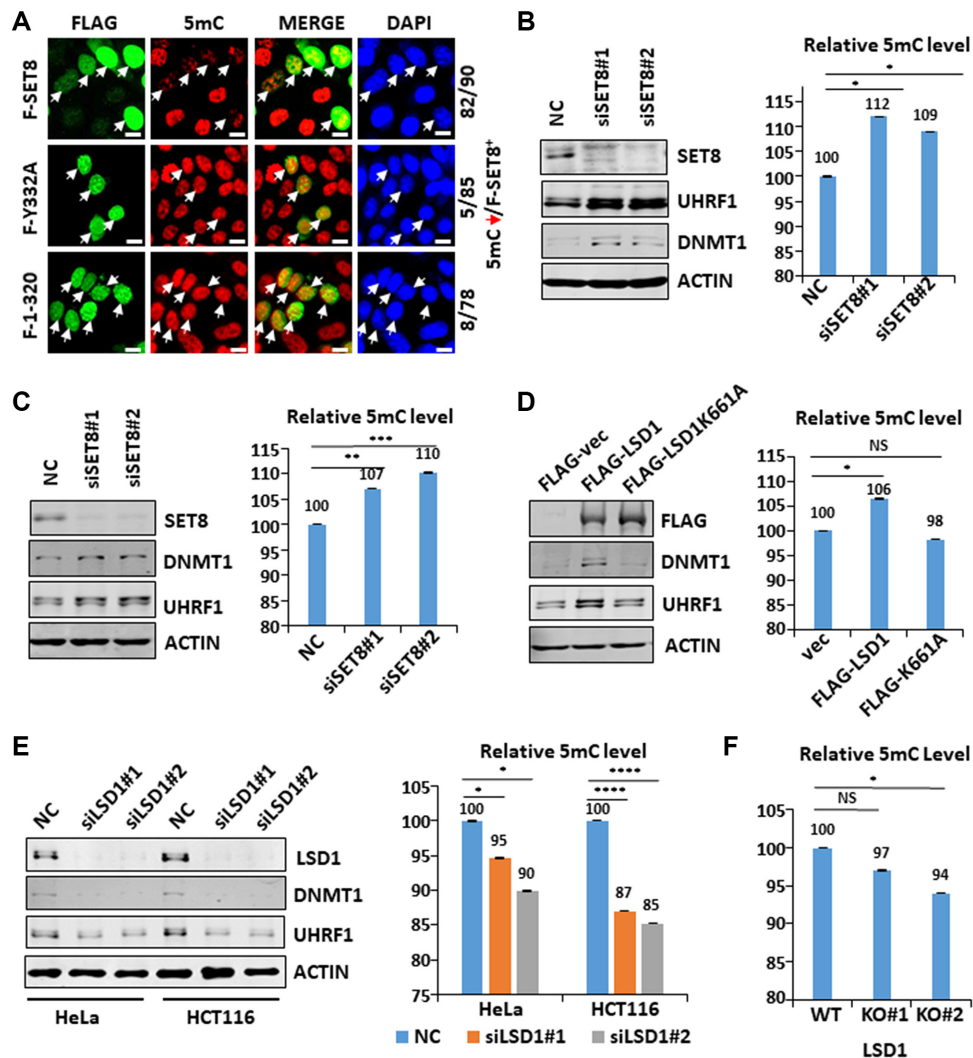 A
FLAG 5mC MERGE DAPI
F-SET8
82/90
F-Y332A
5/85
F-1-320
8/78
5mC ↓/F-SET8+
B
NC siSET8#1 siSET8#2
SET8
UHRF1
DNMT1
ACTIN
Relative 5mC level
*
*
115
110
105
100
95
90
85
80
100
112
109
NC siSET8#1 siSET8#2
C
NC siSET8#1 siSET8#2
SET8
DNMT1
UHRF1
ACTIN
Relative 5mC level
***
**
115
110
105
100
95
90
85
80
100
107
110
NC siSET8#1 siSET8#2
D
FLAG-vec FLAG-LSD1 FLAG-LSD1K661A
FLAG
DNMT1
UHRF1
ACTIN
Relative 5mC level
NS
*
115
110
105
100
95
90
85
80
100
106
98
vec FLAG-LSD1 FLAG-K661A
E
NC siLSD1#1 siLSD1#2 NC siLSD1#1 siLSD1#2
LSD1
DNMT1
UHRF1
ACTIN
HeLa HCT116
Relative 5mC level
*
*
****
****
105
100
95
90
85
80
75
100
95
90
100
87
85
HeLa HCT116
NC siLSD1#1 siLSD1#2
F
Relative 5mC Level
*
NS
105
100
95
90
85
80
100
97
94
WT KO#1 KO#2
LSD1